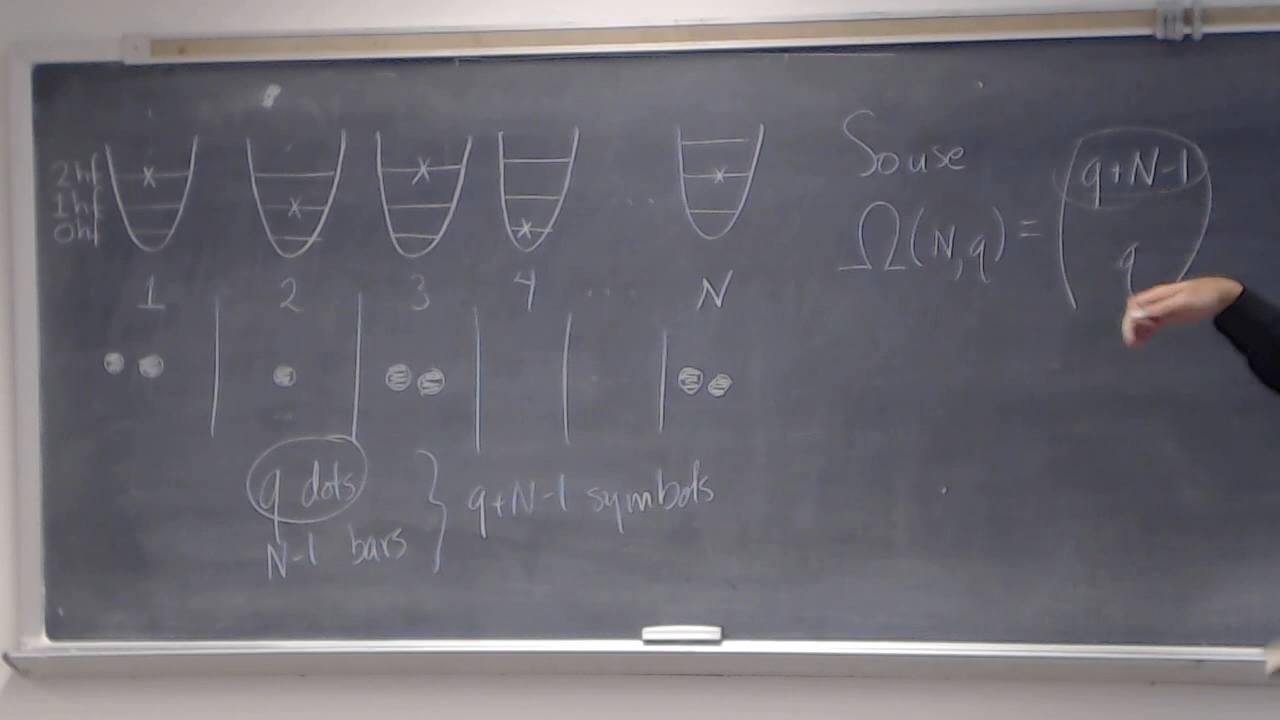 2hf
1hf
0hf
1 2 3 4 ... N
q dots
N-1 bars
} q+N-1 symbols
So use
Ω(N,q) = (q+N-1
q)